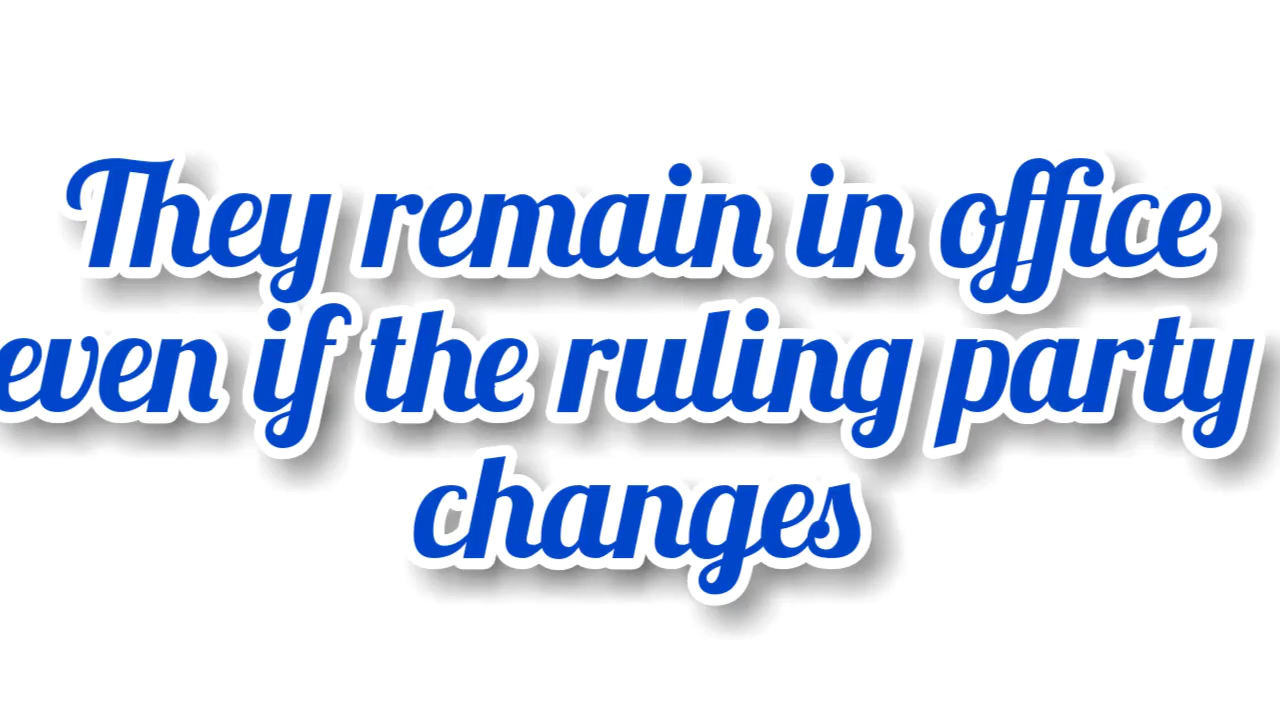 They remain in office
even if the ruling party
changes